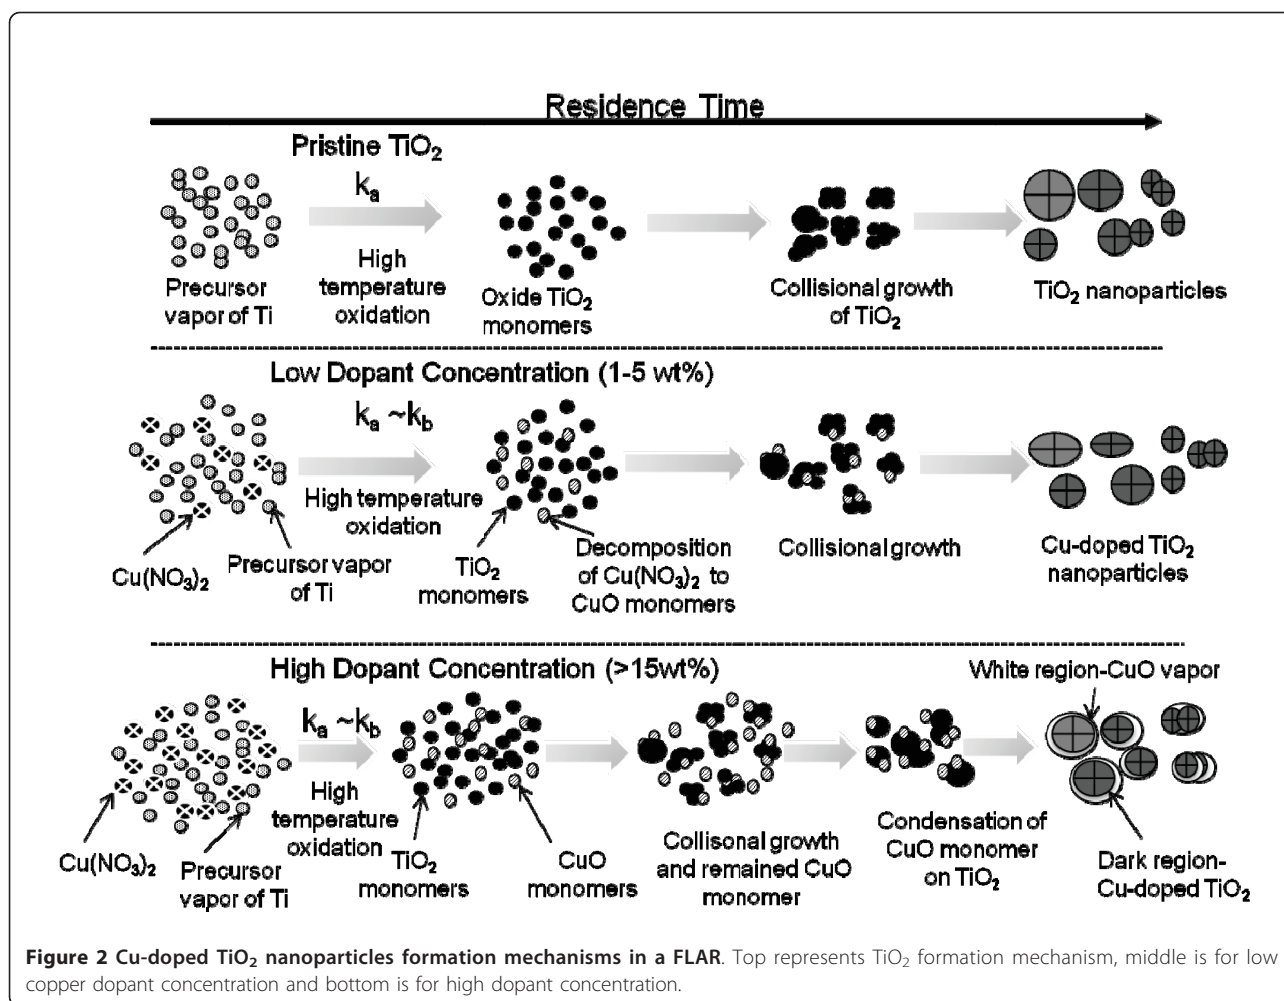 Residence Time
Pristine TiO₂
kₐ
High
temperature
oxidation
Precursor
vapor of Ti
Oxide TiO₂
monomers
Collisional growth
of TiO₂
TiO₂ nanoparticles
Low Dopant Concentration (1-5 wt%)
kₐ ~k_b
High temperature
oxidation
Cu(NO₃)₂
Precursor vapor
of Ti
TiO₂
monomers
Decomposition
of Cu(NO₃)₂ to
CuO monomers
Collisional growth
Cu-doped TiO₂
nanoparticles
High Dopant Concentration (>15wt%)
kₐ ~k_b
High
temperature
oxidation
Cu(NO₃)₂
Precursor vapor
vapor of Ti
TiO₂
monomers
CuO
monomers
Collisonal growth
and remained CuO
monomer
Condensation of
CuO monomer
on TiO₂
White region-CuO vapor
Dark region-
Cu-doped TiO₂
Figure 2 Cu-doped TiO₂ nanoparticles formation mechanisms in a FLAR. Top represents TiO₂ formation mechanism, middle is for low
copper dopant concentration and bottom is for high dopant concentration.